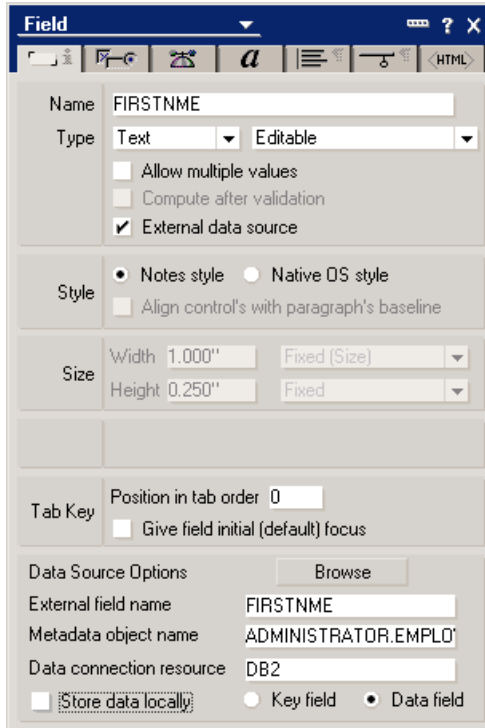 Field
? X
i a <HTML>
Name FIRSTNME
Type Text Editable
Allow multiple values
Compute after validation
External data source
Style Notes style Native OS style
Align control's with paragraph's baseline
Size Width 1.000" Fixed (Size)
Height 0.250" Fixed
Tab Key Position in tab order 0
Give field initial (default) focus
Data Source Options Browse
External field name FIRSTNME
Metadata object name ADMINISTRATOR.EMPLO
Data connection resource DB2
Store data locally Key field Data field